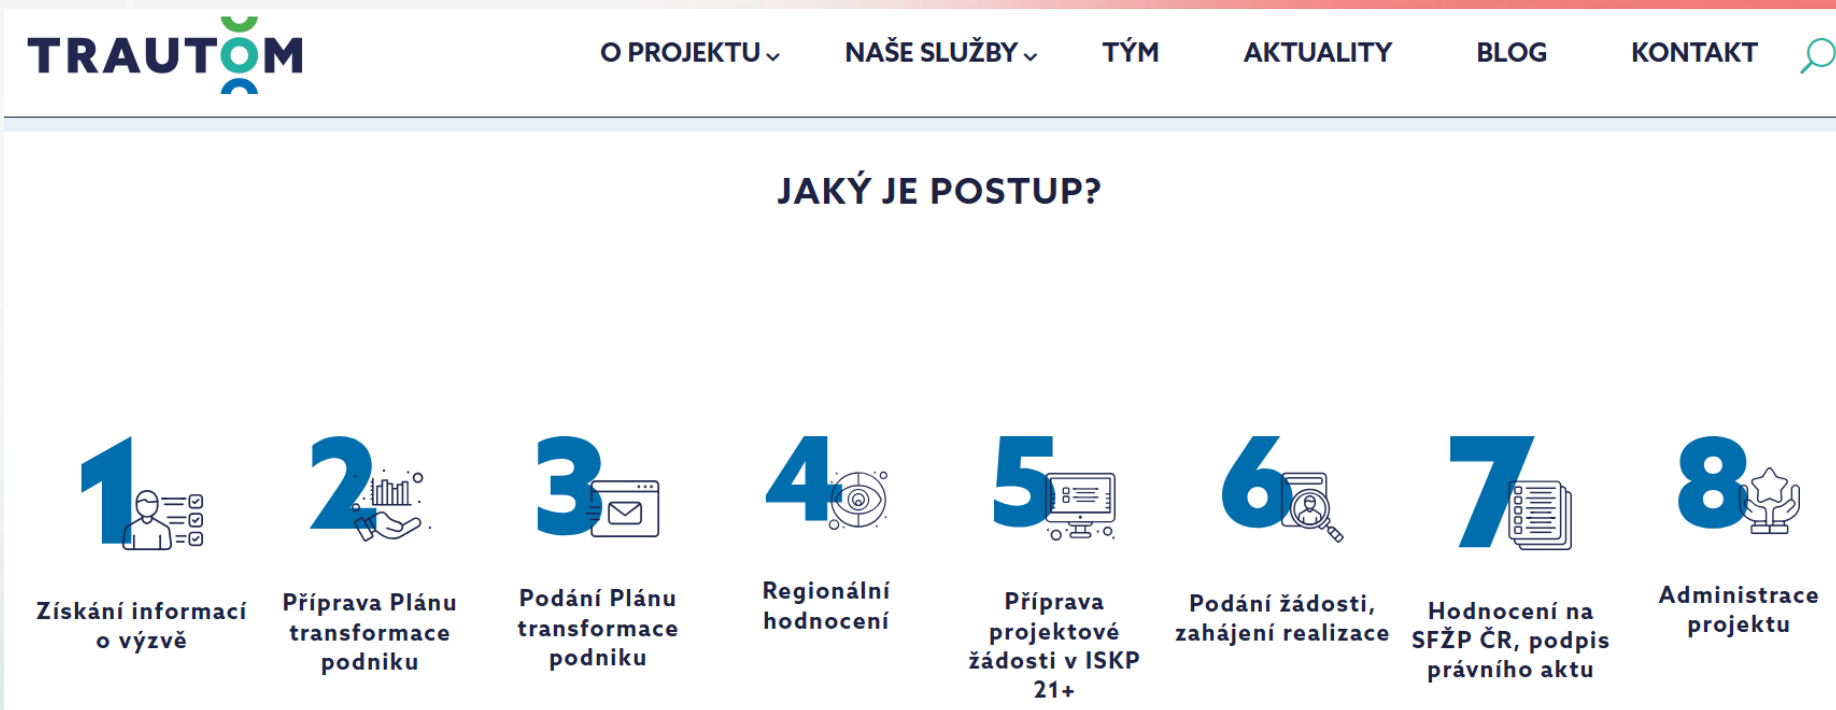 TRAUTOM
O PROJEKTU
NAŠE SLUŽBY
TÝM
AKTUALITY
BLOG
KONTAKT
JAKÝ JE POSTUP?
1
Získání informací
o výzvě
2
Příprava Plánu
transformace
podniku
3
Podání Plánu
transformace
podniku
4
Regionální
hodnocení
5
Příprava
projektové
žádosti v ISKP
21+
6
Podání žádosti,
zahájení realizace
7
Hodnocení na
SFŽP ČR, podpis
právního aktu
8
Administrace
projektu